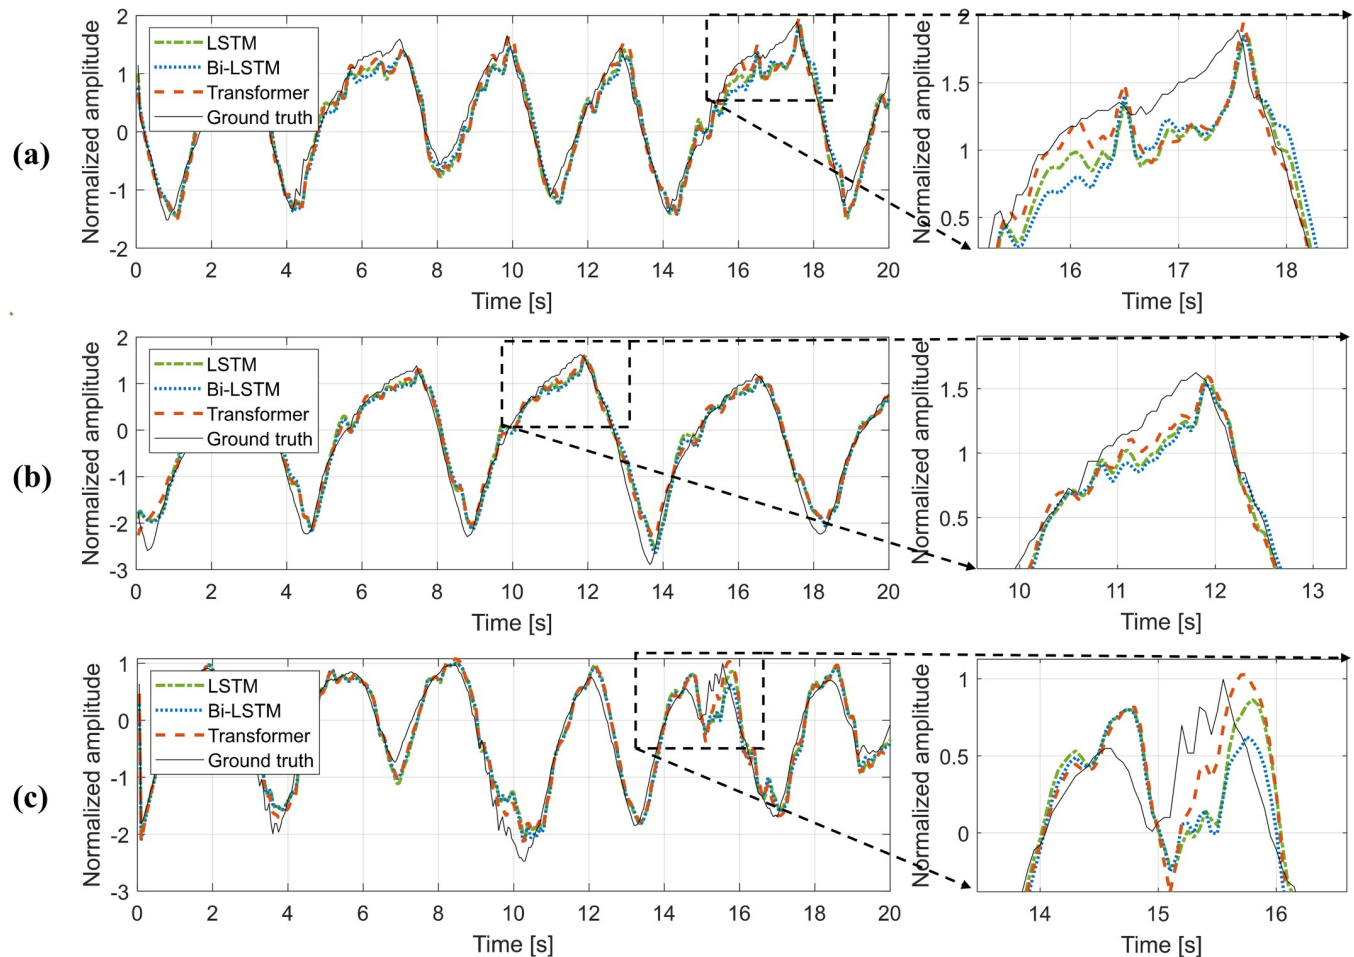 (a)
Normalized amplitude
2
1
0
-1
-2
LSTM
Bi-LSTM
Transformer
Ground truth
0 2 4 6 8 10 12 14 16 18 20
Time [s]
Normalized amplitude
2
1.5
1
0.5
16 17 18
Time [s]
(b)
Normalized amplitude
2
1
0
-1
-2
-3
LSTM
Bi-LSTM
Transformer
Ground truth
0 2 4 6 8 10 12 14 16 18 20
Time [s]
Normalized amplitude
1.5
1
0.5
10 11 12 13
Time [s]
(c)
Normalized amplitude
1
0
-1
-2
-3
LSTM
Bi-LSTM
Transformer
Ground truth
0 2 4 6 8 10 12 14 16 18 20
Time [s]
Normalized amplitude
1
0.5
0
14 15 16
Time [s]